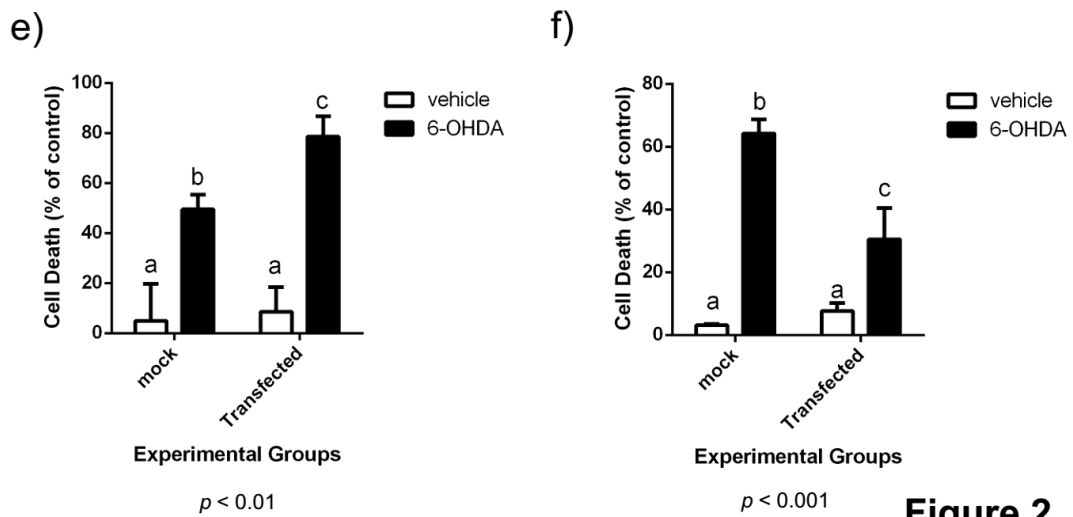 e)
Cell Death (% of control)
100
80
60
40
20
0
a
b
a
c
vehicle
6-OHDA
mock
Transfected
Experimental Groups
p < 0.01
f)
Cell Death (% of control)
80
60
40
20
0
a
b
a
c
vehicle
6-OHDA
mock
Transfected
Experimental Groups
p < 0.001
Figure 2